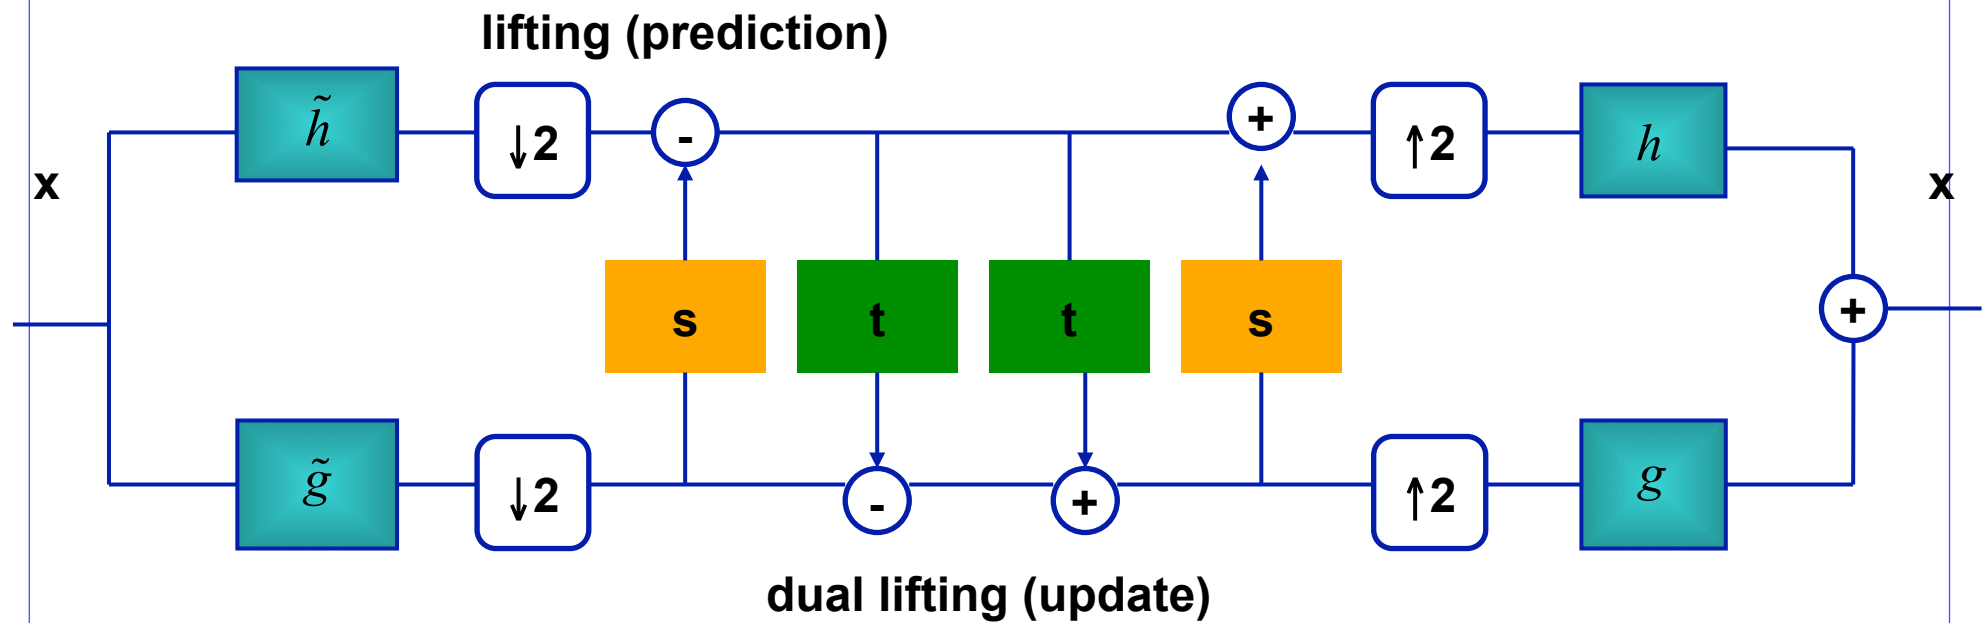 lifting (prediction)
h̃
↓2
-
+
↑2
h
x
x
s
t
t
s
+
g̃
↓2
-
+
↑2
g
dual lifting (update)